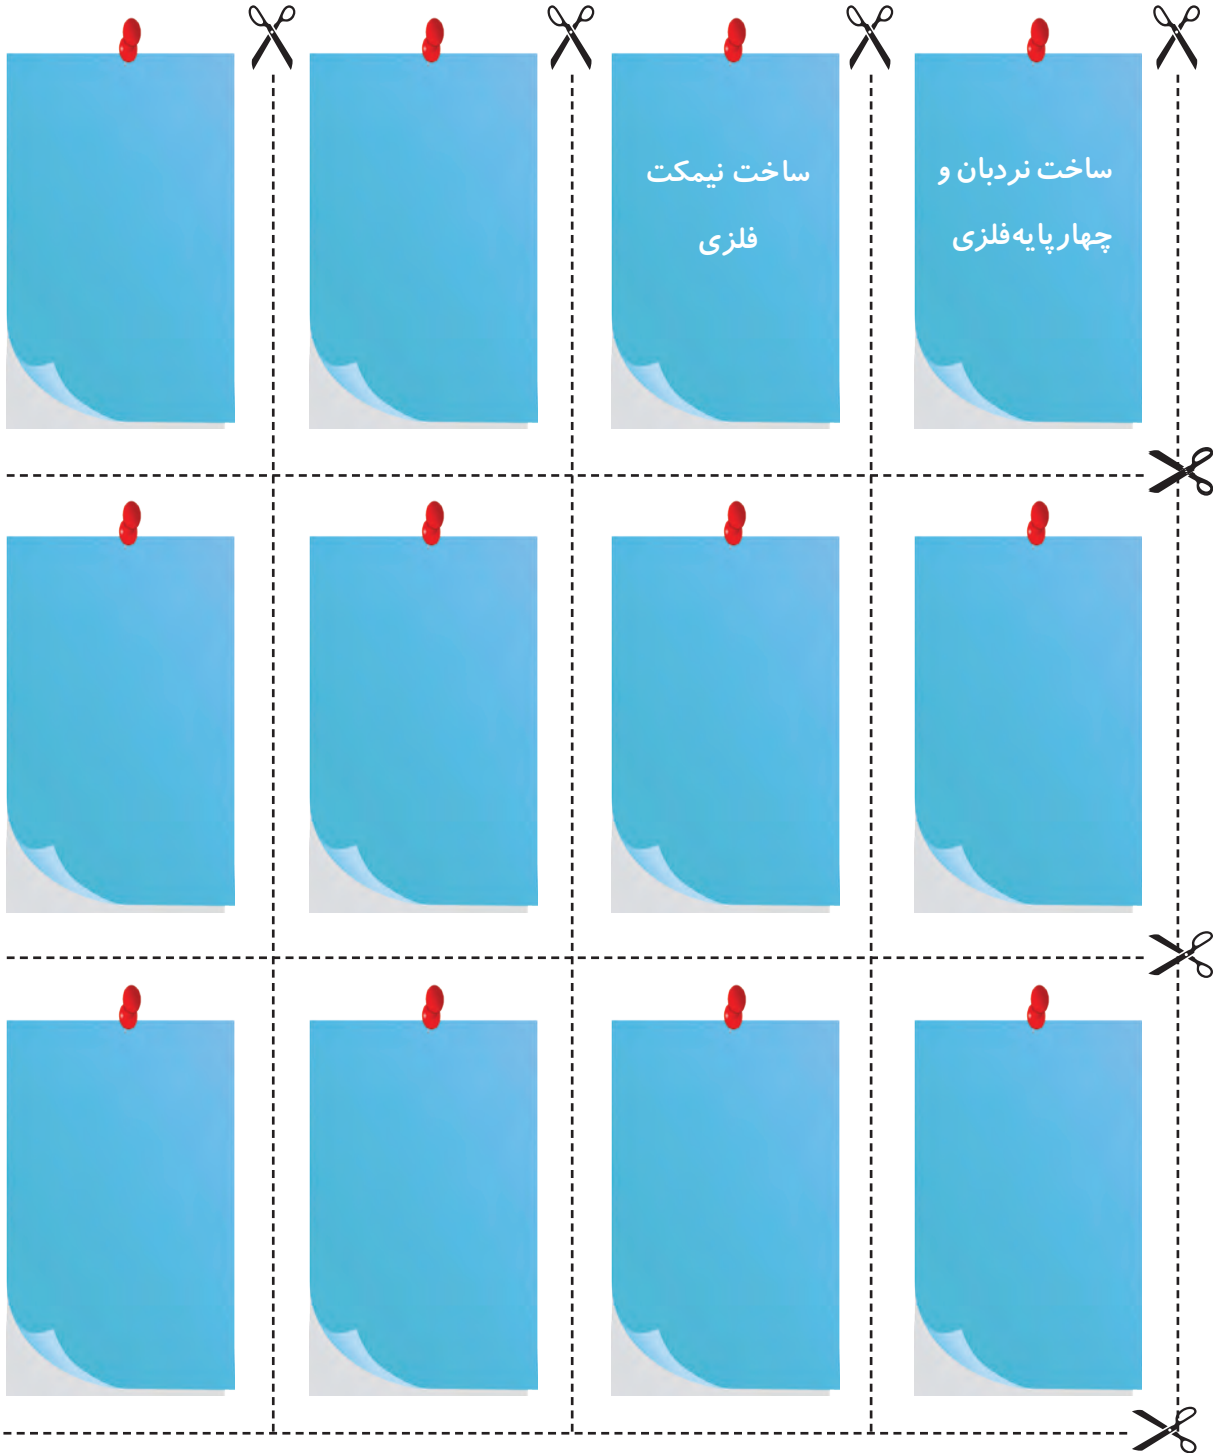 ساخت نردبان و
چهارپایه فلزی
ساخت نیمکت
فلزی